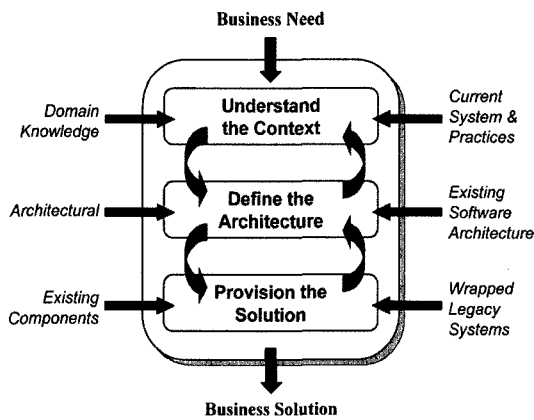 Business Need
Domain
Knowledge
Understand
the Context
Current
System &
Practices
Architectural
Define the
Architecture
Existing
Software
Architecture
Existing
Components
Provision the
Solution
Wrapped
Legacy
Systems
Business Solution